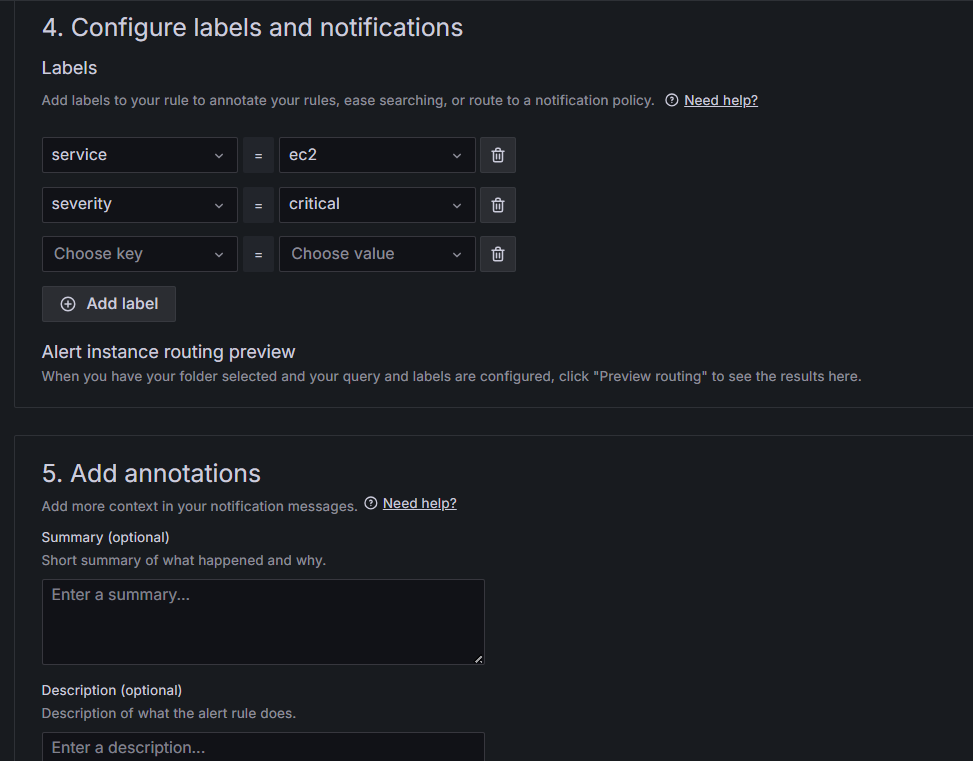 4. Configure labels and notifications
Labels
Add labels to your rule to annotate your rules, ease searching, or route to a notification policy. Need help?
service = ec2
severity = critical
Choose key = Choose value
Add label
Alert instance routing preview
When you have your folder selected and your query and labels are configured, click "Preview routing" to see the results here.
5. Add annotations
Add more context in your notification messages. Need help?
Summary (optional)
Short summary of what happened and why.
Enter a summary...
Description (optional)
Description of what the alert rule does.
Enter a description...